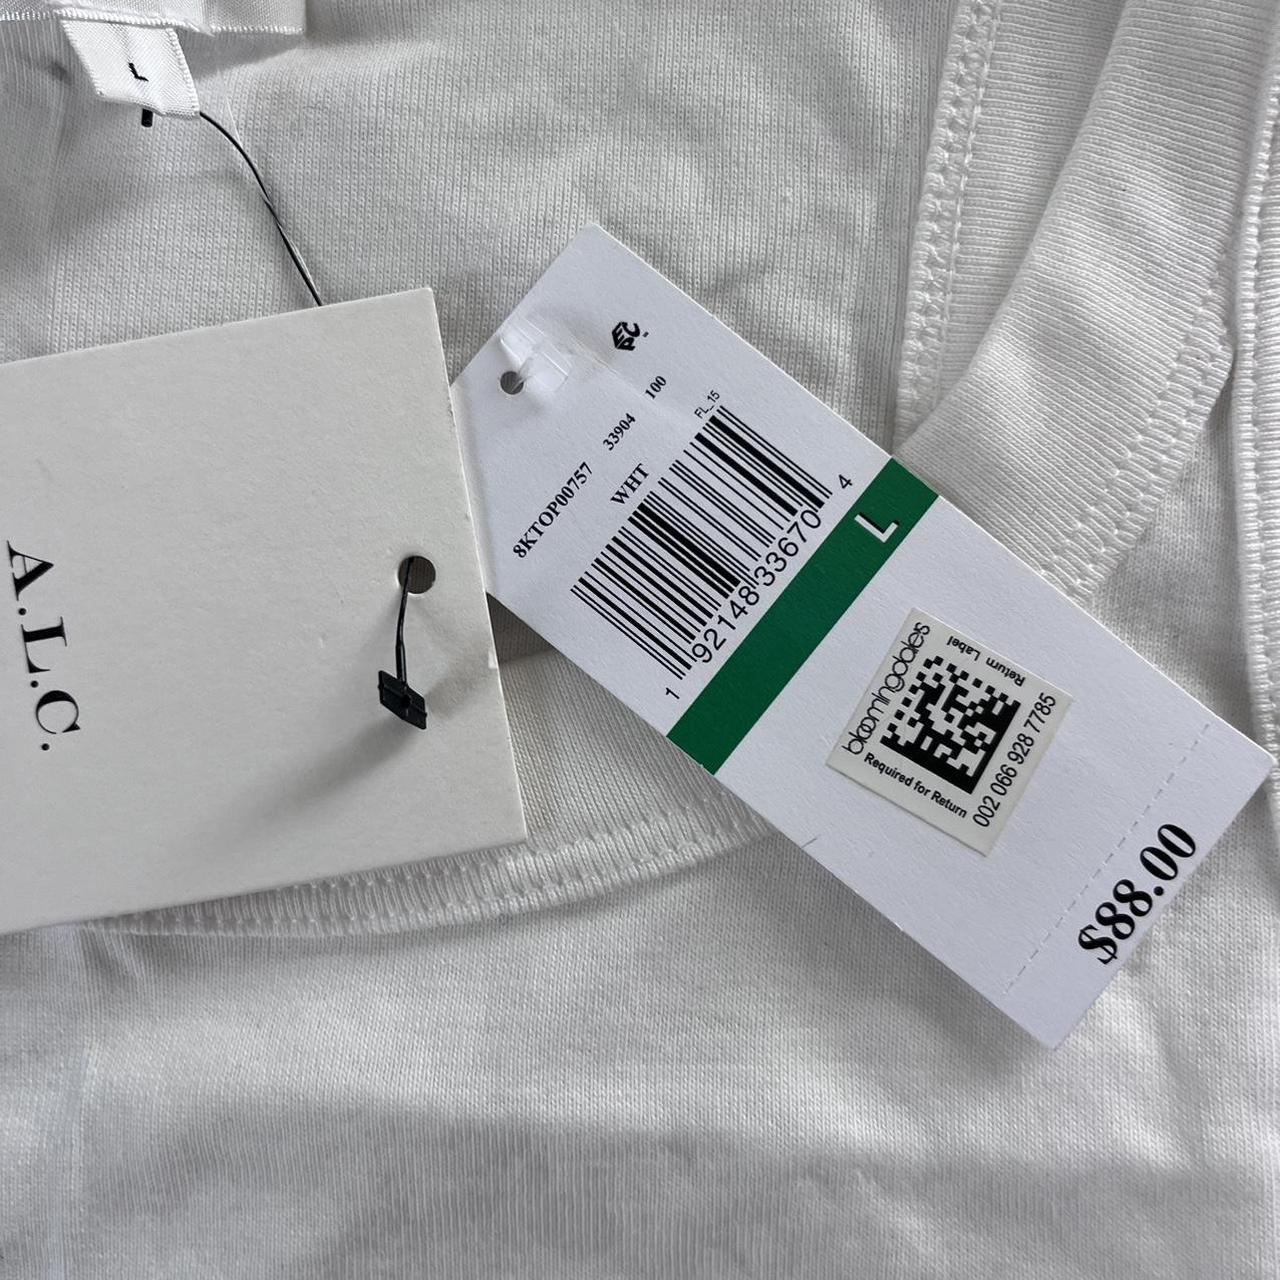 L
A.L.C.
EPC
8KTOP00757 33904 100
WHT
FL_15
1 92148 33670 4
L
bloomingdales
Return Label
Required for Return
002 066 928 7785
$88.00